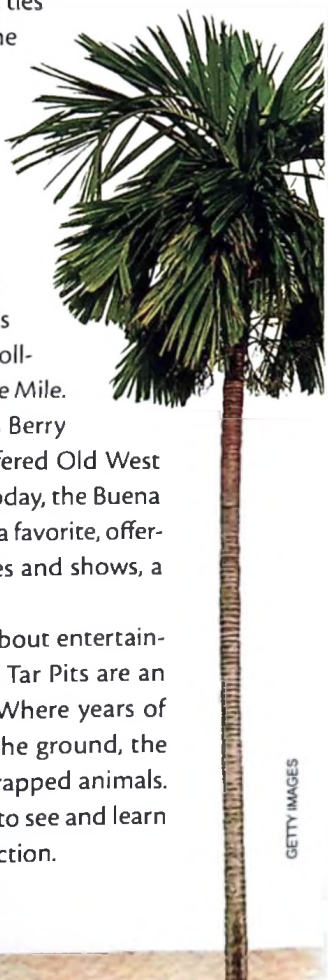 ties
ne
s
oll-
e Mile.
Berry
fered Old West
oday, the Buena
a favorite, offer-
es and shows, a
bout entertain-
Tar Pits are an
Where years of
he ground, the
rapped animals.
to see and learn
ction.
GETTY IMAGES